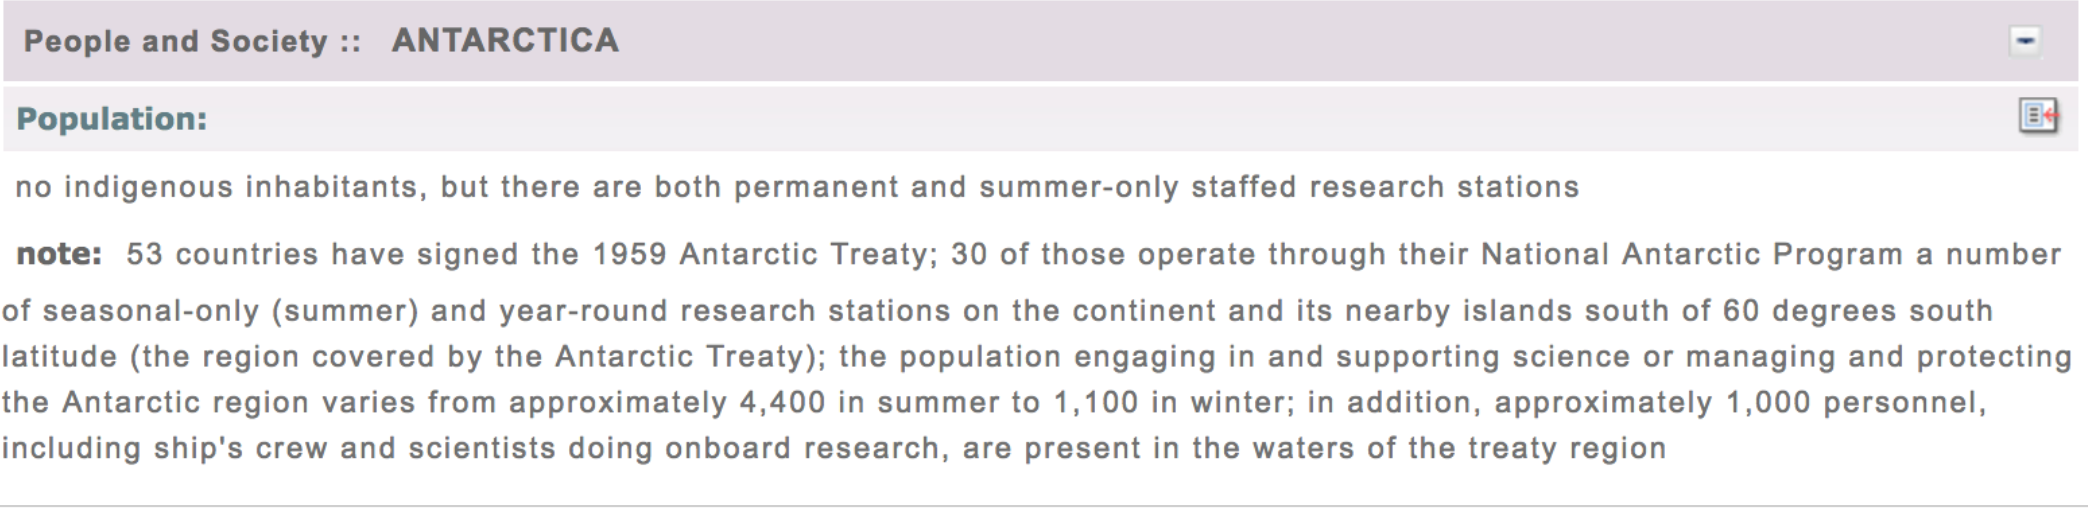 People and Society :: ANTARCTICA
Population:
no indigenous inhabitants, but there are both permanent and summer-only staffed research stations
note: 53 countries have signed the 1959 Antarctic Treaty; 30 of those operate through their National Antarctic Program a number
of seasonal-only (summer) and year-round research stations on the continent and its nearby islands south of 60 degrees south
latitude (the region covered by the Antarctic Treaty); the population engaging in and supporting science or managing and protecting
the Antarctic region varies from approximately 4,400 in summer to 1,100 in winter; in addition, approximately 1,000 personnel,
including ship's crew and scientists doing onboard research, are present in the waters of the treaty region